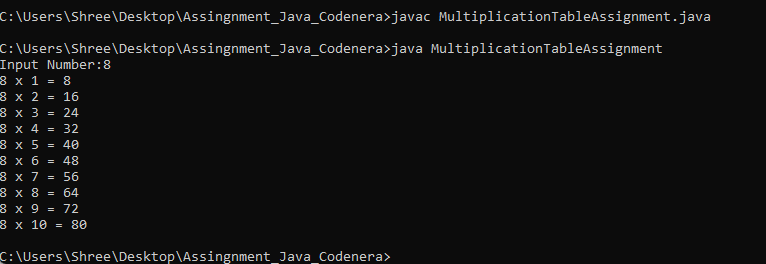 C:\Users\Shree\Desktop\Assingnment_Java_Codenera>javac MultiplicationTableAssignment.java
C:\Users\Shree\Desktop\Assingnment_Java_Codenera>java MultiplicationTableAssignment
Input Number:8
8 x 1 = 8
8 x 2 = 16
8 x 3 = 24
8 x 4 = 32
8 x 5 = 40
8 x 6 = 48
8 x 7 = 56
8 x 8 = 64
8 x 9 = 72
8 x 10 = 80
C:\Users\Shree\Desktop\Assingnment_Java_Codenera>